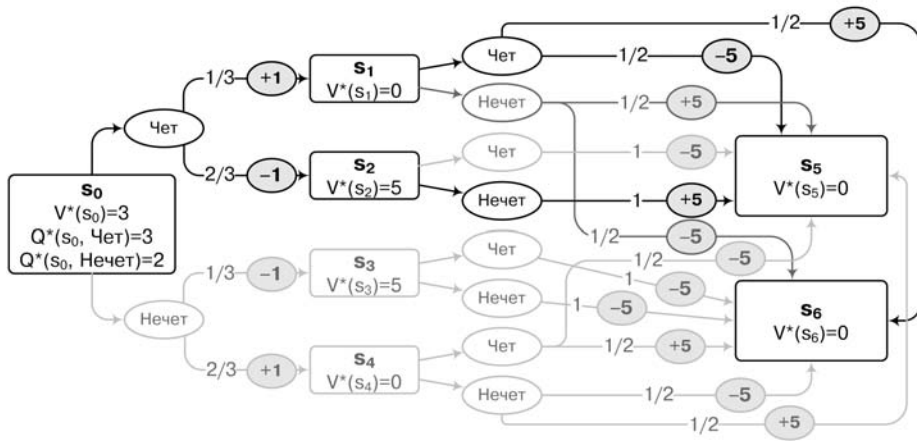 1/2 +5
Чет 1/2 −5
1/3 +1 s₁
V*(s₁)=0
Нечет 1/2 +5
Чет
Чет 1 −5
2/3 −1 s₂
V*(s₂)=5
s₅
V*(s₅)=0
s₀
V*(s₀)=3
Q*(s₀, Чет)=3
Q*(s₀, Нечет)=2
Нечет 1 +5
1/2 −5
Чет 1/2 −5
1/3 −1 s₃
V*(s₃)=5
1 −5
Нечет 1 −5
s₆
V*(s₆)=0
Нечет
Чет 1/2 +5
2/3 +1 s₄
V*(s₄)=0
Нечет 1/2 −5
1/2 +5